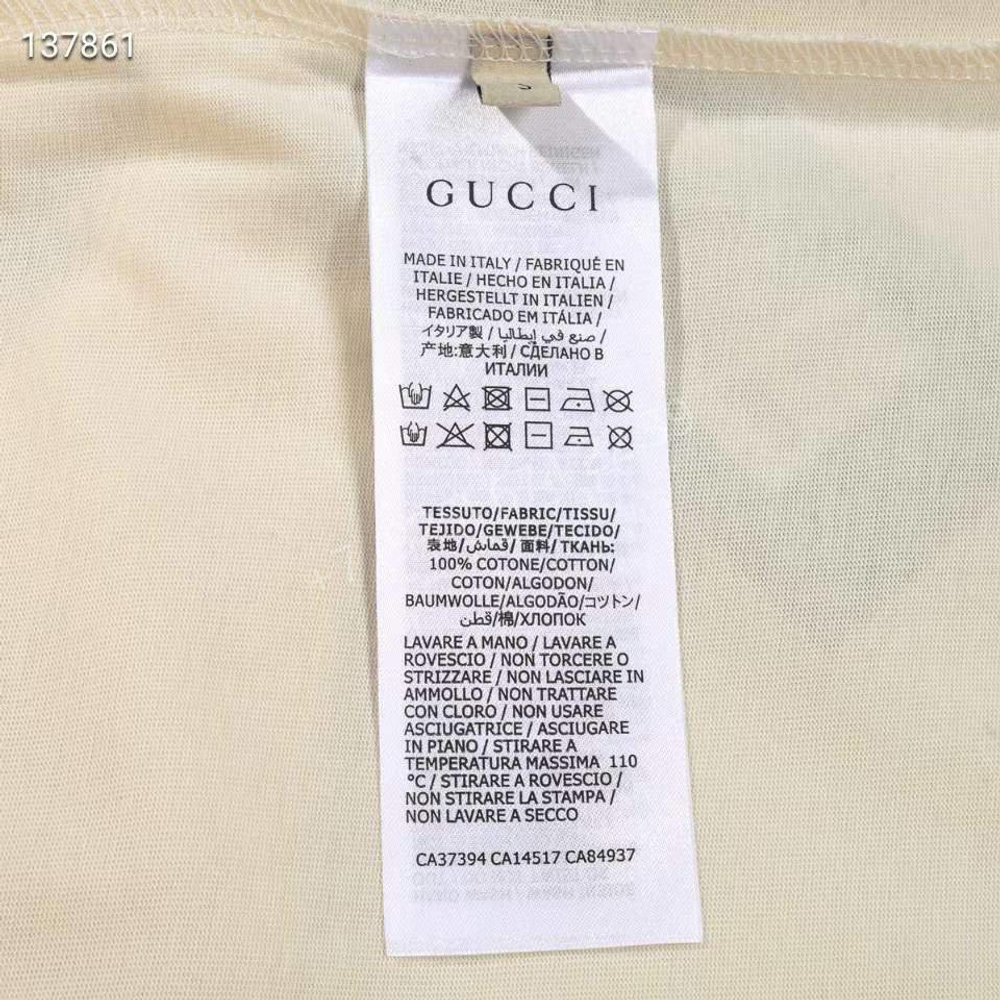 137861
GUCCI
MADE IN ITALY / FABRIQUÉ EN
ITALIE / HECHO EN ITALIA /
HERGESTELLT IN ITALIEN /
FABRICADO EM ITÁLIA /
イタリア製 / صنع في إيطاليا /
产地:意大利 / СДЕЛАНО В
ИТАЛИИ
TESSUTO/FABRIC/TISSU/
TEJIDO/GEWEBE/TECIDO/
表地/قماش/面料/ТКАНЬ:
100% COTONE/COTTON/
COTON/ALGODON/
BAUMWOLLE/ALGODÃO/コットン/
قطن/棉/ХЛОПОК
LAVARE A MANO / LAVARE A
ROVESCIO / NON TORCERE O
STRIZZARE / NON LASCIARE IN
AMMOLLO / NON TRATTARE
CON CLORO / NON USARE
ASCIUGATRICE / ASCIUGARE
IN PIANO / STIRARE A
TEMPERATURA MASSIMA 110
°C / STIRARE A ROVESCIO /
NON STIRARE LA STAMPA /
NON LAVARE A SECCO
CA37394 CA14517 CA84937